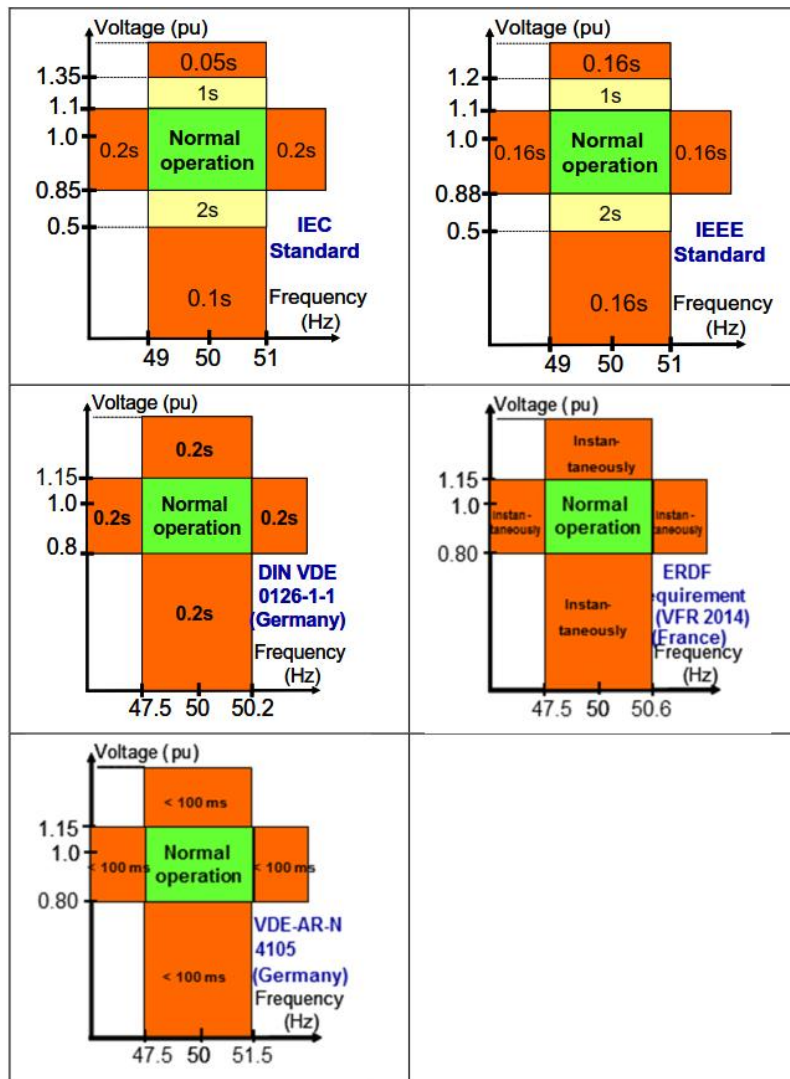 Voltage (pu)
0.05s
1.35
1s
1.1
1.0
0.2s
Normal
operation
0.2s
0.85
2s
0.5
IEC
Standard
0.1s
Frequency
(Hz)
49
50
51
Voltage (pu)
0.16s
1.2
1s
1.1
1.0
0.16s
Normal
operation
0.16s
0.88
2s
0.5
IEEE
Standard
0.16s
Frequency
(Hz)
49
50
51
Voltage (pu)
0.2s
1.15
1.0
0.2s
Normal
operation
0.2s
0.8
DIN VDE
0126-1-1
(Germany)
0.2s
Frequency
(Hz)
47.5
50
50.2
Voltage (pu)
Instan-
taneously
1.15
1.0
Instan-
taneously
Normal
operation
Instan-
taneously
0.80
ERDF
equirement
(VFR 2014)
(France)
Instan-
taneously
Frequency
(Hz)
47.5
50
50.6
Voltage (pu)
< 100 ms
1.15
1.0
< 100 ms
Normal
operation
< 100 ms
0.80
VDE-AR-N
4105
(Germany)
< 100 ms
Frequency
(Hz)
47.5
50
51.5